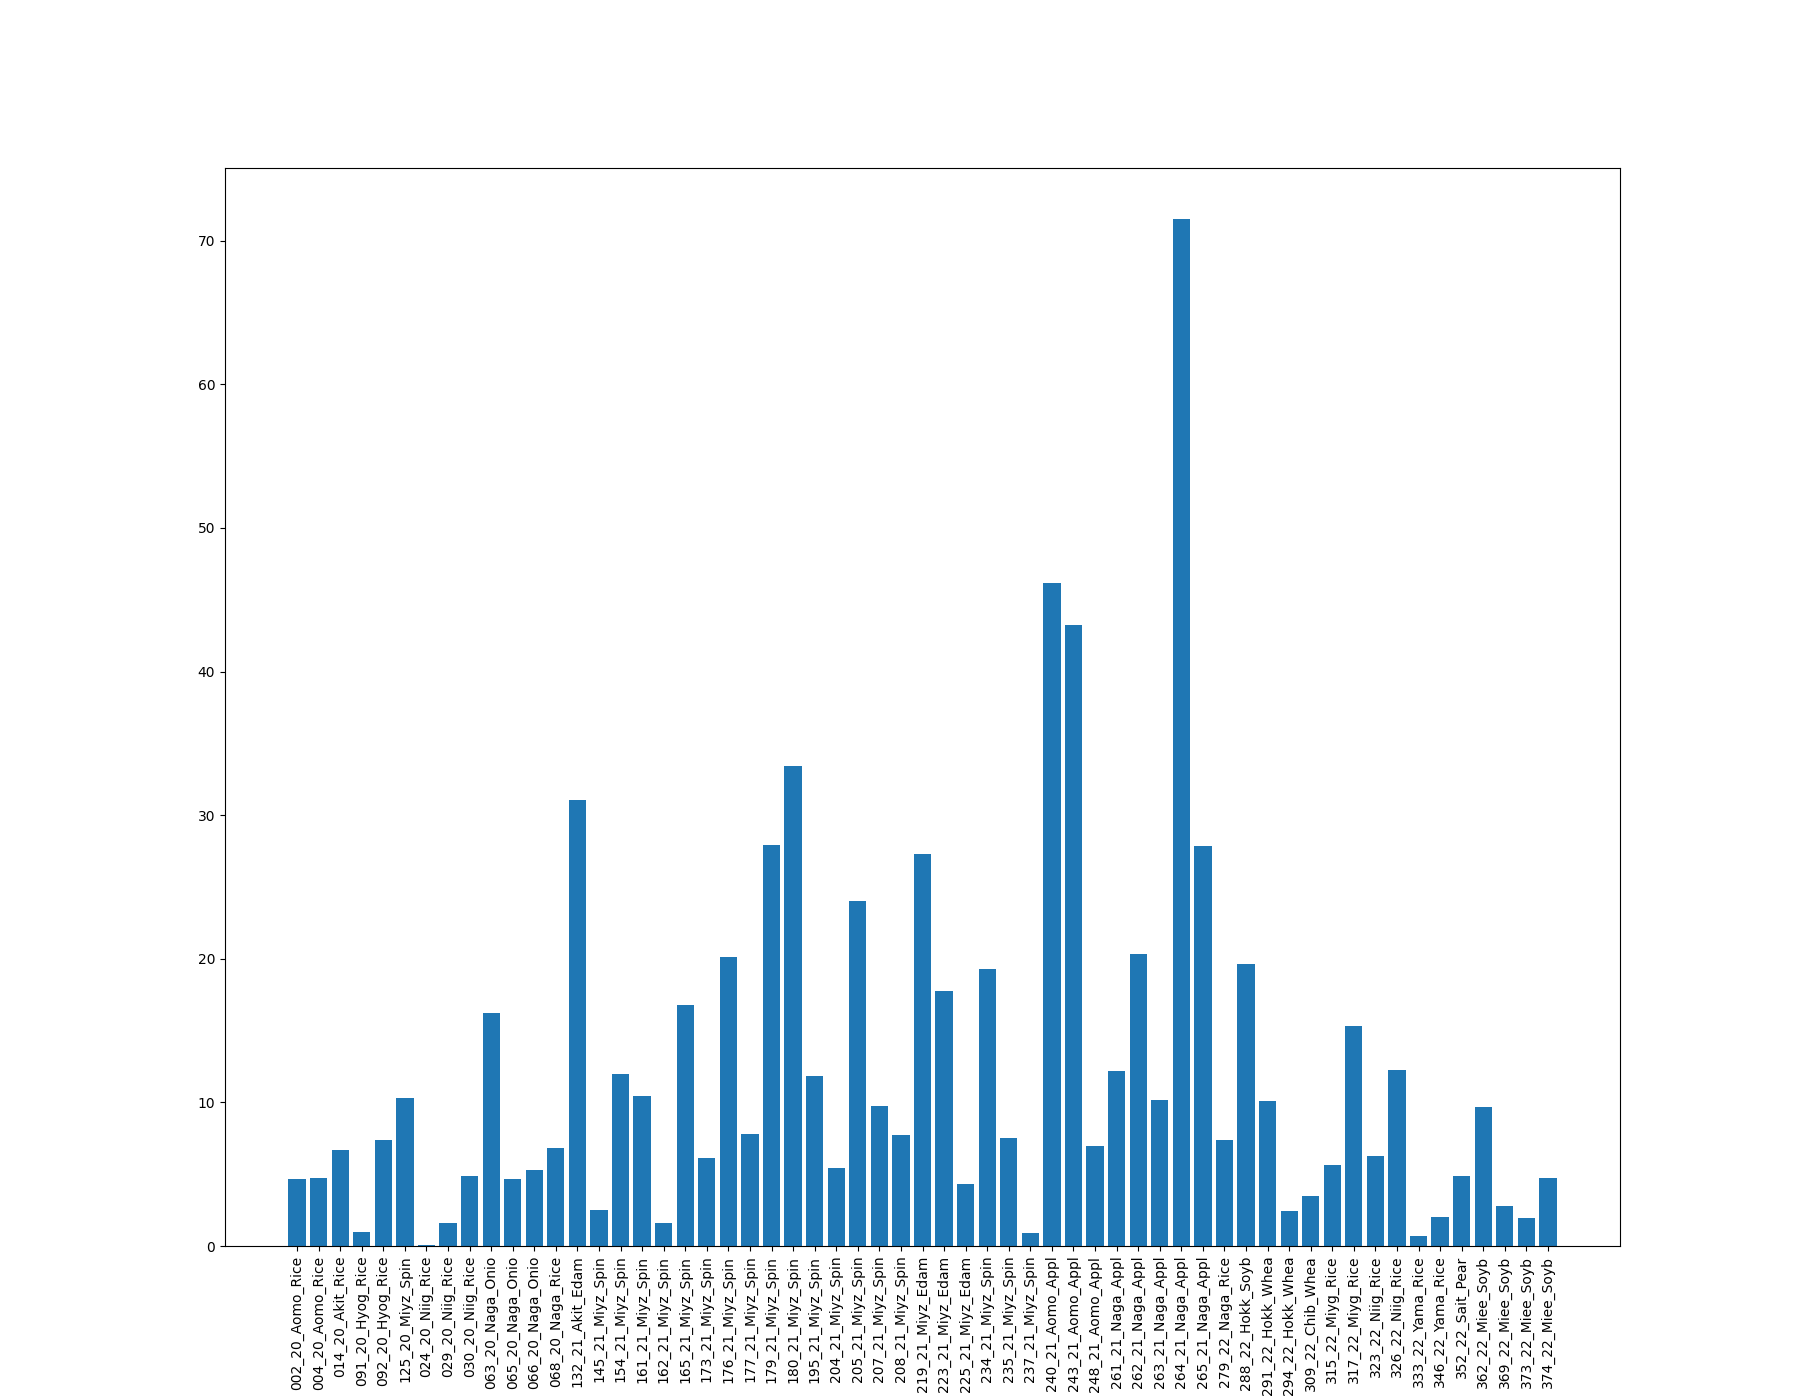 70
60
50
40
30
20
10
0
002_20_Aomo_Rice
004_20_Aomo_Rice
014_20_Akit_Rice
091_20_Hyog_Rice
092_20_Hyog_Rice
125_20_Miyz_Spin
024_20_Niig_Rice
029_20_Niig_Rice
030_20_Niig_Rice
063_20_Naga_Onio
065_20_Naga_Onio
066_20_Naga_Onio
068_20_Naga_Rice
132_21_Akit_Edam
145_21_Miyz_Spin
154_21_Miyz_Spin
161_21_Miyz_Spin
162_21_Miyz_Spin
165_21_Miyz_Spin
173_21_Miyz_Spin
176_21_Miyz_Spin
177_21_Miyz_Spin
179_21_Miyz_Spin
180_21_Miyz_Spin
195_21_Miyz_Spin
204_21_Miyz_Spin
205_21_Miyz_Spin
207_21_Miyz_Spin
208_21_Miyz_Spin
219_21_Miyz_Edam
223_21_Miyz_Edam
225_21_Miyz_Edam
234_21_Miyz_Spin
235_21_Miyz_Spin
237_21_Miyz_Spin
240_21_Aomo_Appl
243_21_Aomo_Appl
248_21_Aomo_Appl
261_21_Naga_Appl
262_21_Naga_Appl
263_21_Naga_Appl
264_21_Naga_Appl
265_21_Naga_Appl
279_22_Naga_Rice
288_22_Hokk_Soyb
291_22_Hokk_Whea
294_22_Hokk_Whea
309_22_Chib_Whea
315_22_Miyg_Rice
317_22_Miyg_Rice
323_22_Niig_Rice
326_22_Niig_Rice
333_22_Yama_Rice
346_22_Yama_Rice
352_22_Sait_Pear
362_22_Miee_Soyb
369_22_Miee_Soyb
373_22_Miee_Soyb
374_22_Miee_Soyb